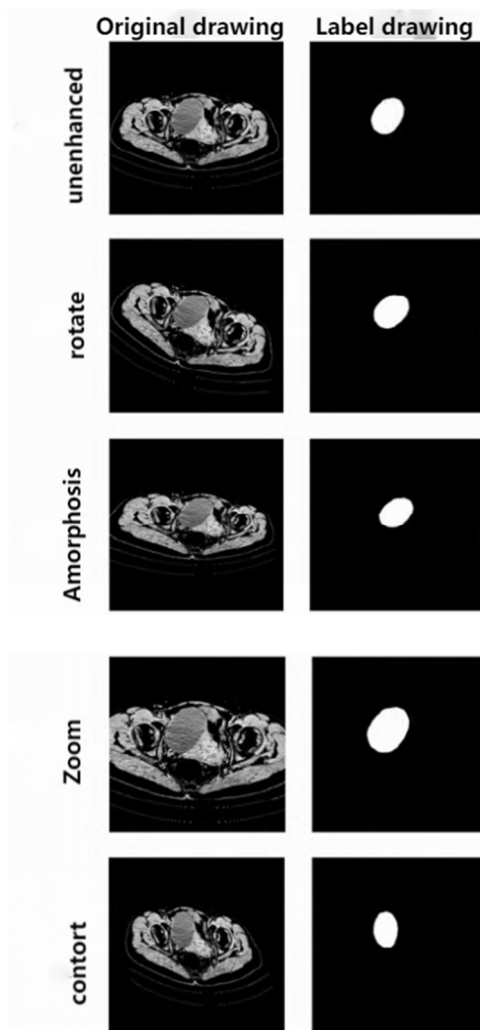 Original drawing Label drawing
unenhanced
rotate
Amorphosis
Zoom
contort